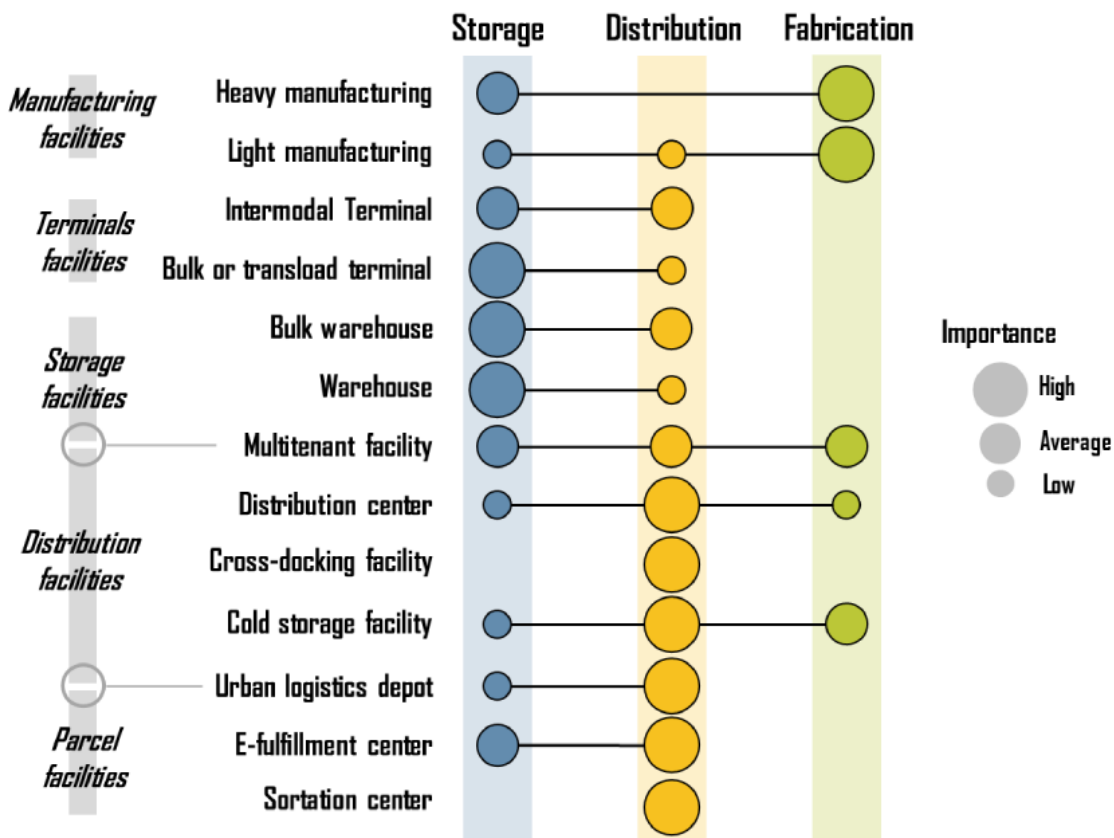 Storage Distribution Fabrication
Manufacturing
facilities
Heavy manufacturing
Light manufacturing
Terminals
facilities
Intermodal Terminal
Bulk or transload terminal
Storage
facilities
Bulk warehouse
Warehouse
Multitenant facility
Distribution
facilities
Distribution center
Cross-docking facility
Cold storage facility
Urban logistics depot
Parcel
facilities
E-fulfillment center
Sortation center
Importance
High
Average
Low